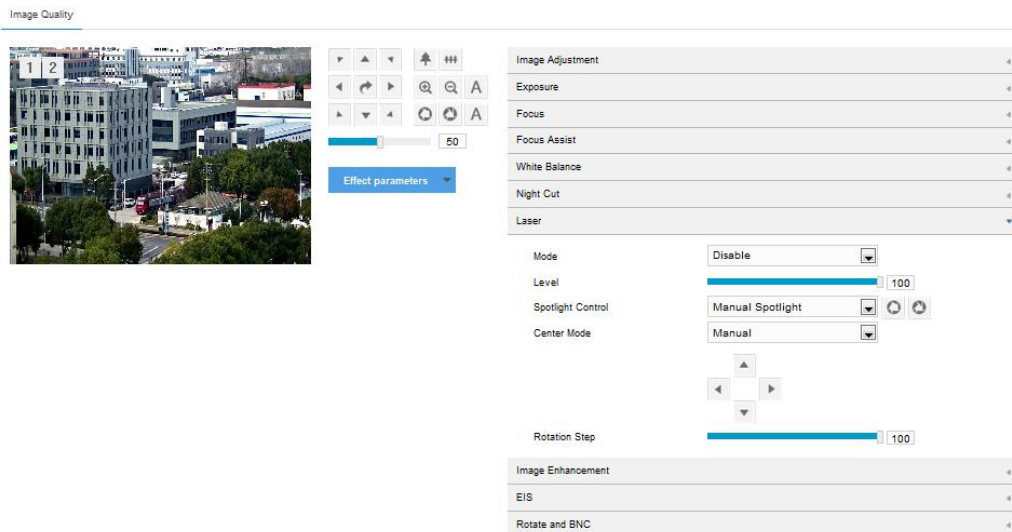 Image Quality
1 2
A
A
50
Effect parameters
Image Adjustment
Exposure
Focus
Focus Assist
White Balance
Night Cut
Laser
Mode Disable
Level 100
Spotlight Control Manual Spotlight
Center Mode Manual
Rotation Step 100
Image Enhancement
EIS
Rotate and BNC